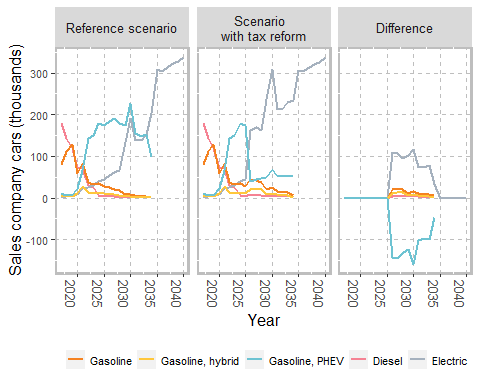 Reference scenario
Scenario
with tax reform
Difference
Sales company cars (thousands)
300
200
100
0
-100
2020 2025 2030 2035 2040
2020 2025 2030 2035 2040
2020 2025 2030 2035 2040
Year
Gasoline Gasoline, hybrid Gasoline, PHEV Diesel Electric